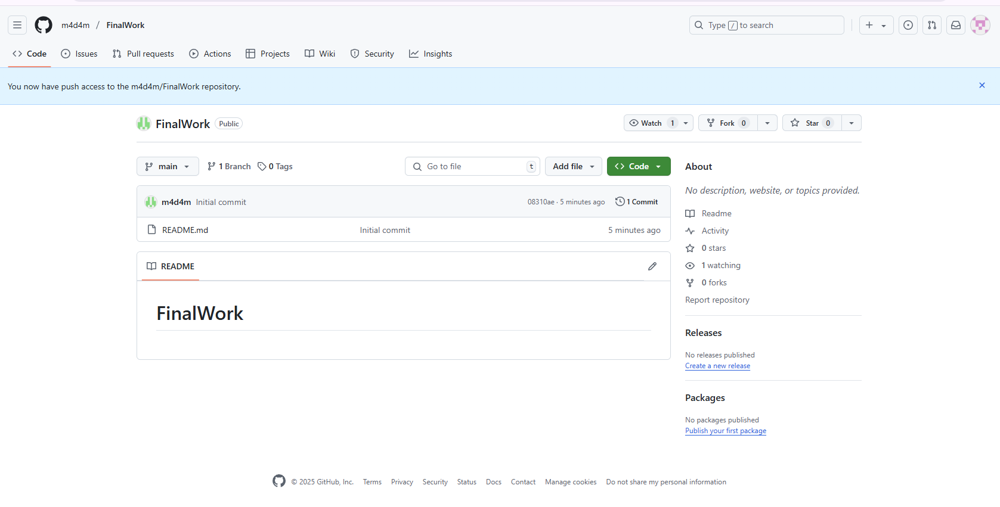 m4d4m / FinalWork
Type / to search
Code Issues Pull requests Actions Projects Wiki Security Insights
You now have push access to the m4d4m/FinalWork repository.
FinalWork Public
Watch 1 Fork 0 Star 0
main 1 Branch 0 Tags Go to file t Add file Code
m4d4m Initial commit 08310ae · 5 minutes ago 1 Commit
README.md Initial commit 5 minutes ago
README
FinalWork
About
No description, website, or topics provided.
Readme
Activity
0 stars
1 watching
0 forks
Report repository
Releases
No releases published
Create a new release
Packages
No packages published
Publish your first package
© 2025 GitHub, Inc. Terms Privacy Security Status Docs Contact Manage cookies Do not share my personal information